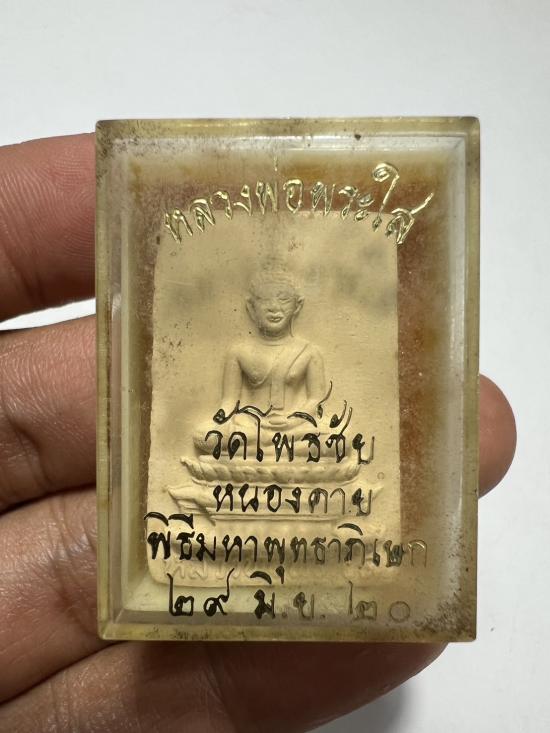 หลวงพ่อพระใส
วัดโพธิ์ชัย
หนองคาย
พิธีมหาพุทธาภิเษก
๒๙ มิ.ย. ๒๐